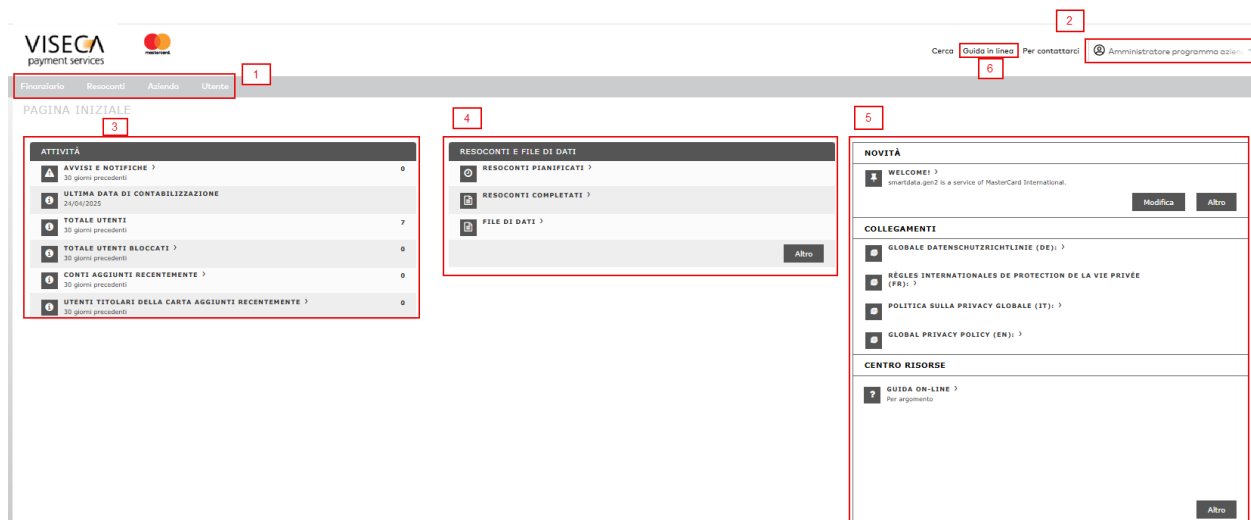 2
VISECA
payment services
mastercard.
Cerca Guida in linea Per contattarci Amministratore programma azien
6
1
Finanziario Resoconti Azienda Utente
PAGINA INIZIALE
3
ATTIVITÀ
AVVISI E NOTIFICHE > 0
30 giorni precedenti
ULTIMA DATA DI CONTABILIZZAZIONE
24/04/2025
TOTALE UTENTI 7
30 giorni precedenti
TOTALE UTENTI BLOCCATI > 0
30 giorni precedenti
CONTI AGGIUNTI RECENTEMENTE > 0
30 giorni precedenti
UTENTI TITOLARI DELLA CARTA AGGIUNTI RECENTEMENTE > 0
30 giorni precedenti
4
RESOCONTI E FILE DI DATI
RESOCONTI PIANIFICATI >
RESOCONTI COMPLETATI >
FILE DI DATI >
Altro
5
NOVITÀ
WELCOME! >
smartdata.gen2 is a service of MasterCard International.
Modifica Altro
COLLEGAMENTI
GLOBALE DATENSCHUTZRICHTLINIE (DE): >
RÈGLES INTERNATIONALES DE PROTECTION DE LA VIE PRIVÉE
(FR): >
POLITICA SULLA PRIVACY GLOBALE (IT): >
GLOBAL PRIVACY POLICY (EN): >
CENTRO RISORSE
GUIDA ON-LINE >
Per argomento
Altro